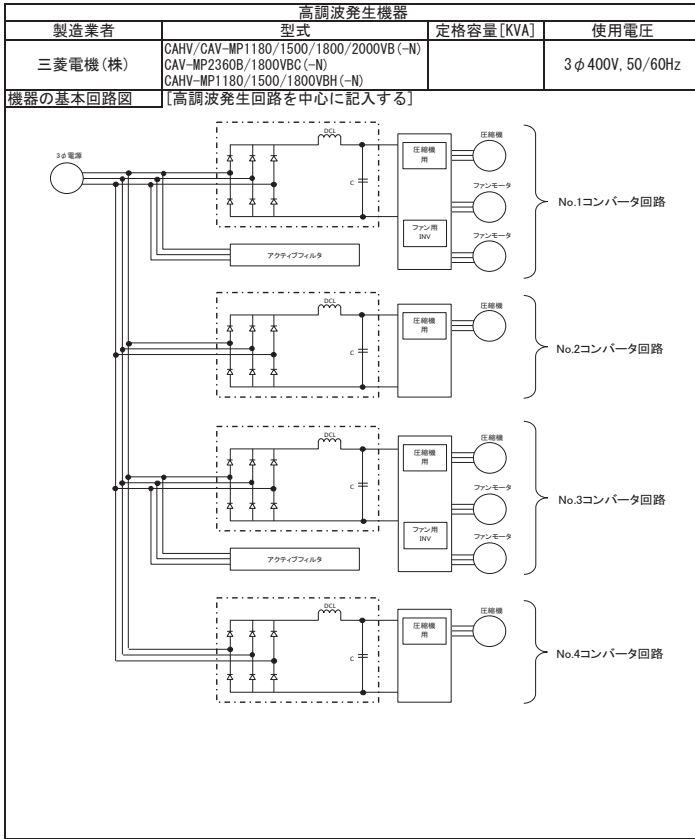 高調波発生機器
製造業者 型式 定格容量[KVA] 使用電圧
三菱電機(株)
CAHV/CAV-MP1180/1500/1800/2000VB(-N)
CAV-MP2360B/1800VBC(-N)
CAHV-MP1180/1500/1800VBH(-N)
3φ400V, 50/60Hz
機器の基本回路図 [高調波発生回路を中心に記入する]
3φ電源
DCL
C
圧縮機
用
ファン用
INV
圧縮機
ファンモータ
ファンモータ
アクティブフィルタ
No.1コンバータ回路
DCL
C
圧縮機
用
圧縮機
No.2コンバータ回路
DCL
C
圧縮機
用
ファン用
INV
圧縮機
ファンモータ
ファンモータ
アクティブフィルタ
No.3コンバータ回路
DCL
C
圧縮機
用
圧縮機
No.4コンバータ回路